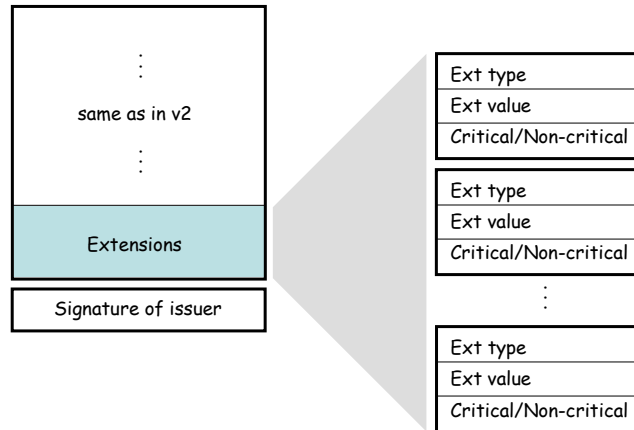 same as in v2
Extensions
Signature of issuer
Ext type
Ext value
Critical/Non-critical
Ext type
Ext value
Critical/Non-critical
Ext type
Ext value
Critical/Non-critical